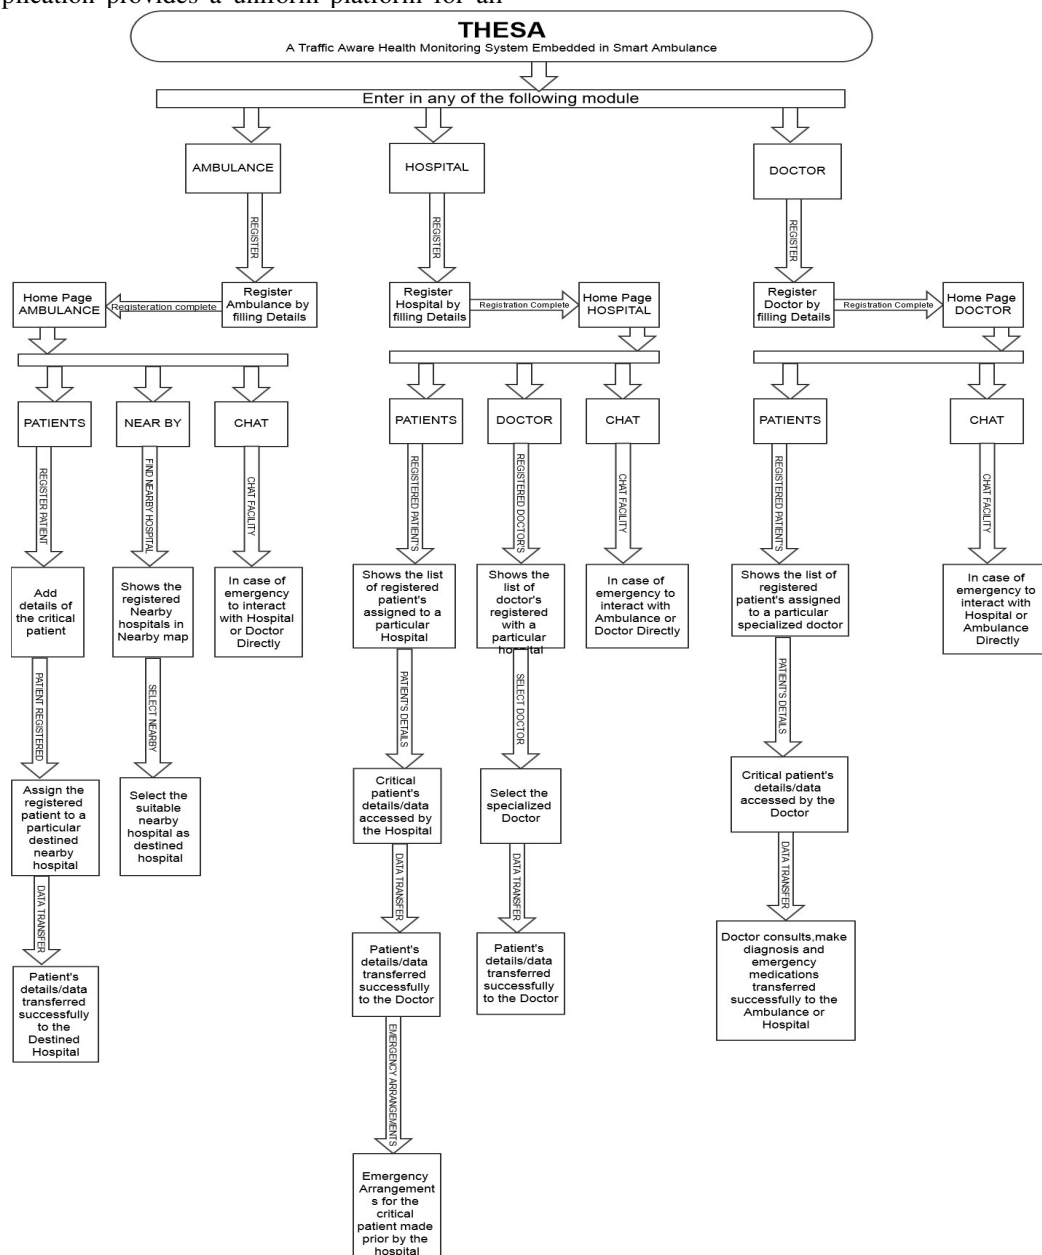 plication provides a uniform platform for all
THESA
A Traffic Aware Health Monitoring System Embedded in Smart Ambulance
Enter in any of the following module
AMBULANCE
HOSPITAL
DOCTOR
REGISTER
REGISTER
REGISTER
Home Page
AMBULANCE
Registeration complete
Register
Ambulance by
filling Details
Register
Hospital by
filling Details
Registration Complete
Home Page
HOSPITAL
Register
Doctor by
filling Details
Registration Complete
Home Page
DOCTOR
PATIENTS
NEAR BY
CHAT
PATIENTS
DOCTOR
CHAT
PATIENTS
CHAT
REGISTER PATIENT
FIND NEARBY HOSPITAL
CHAT FACILITY
REGISTERED PATIENT'S
REGISTERED DOCTOR'S
CHAT FACILITY
REGISTERED PATIENT'S
CHAT FACILITY
Add
details of
the critical
patient
Shows the
registered
Nearby
hospitals in
Nearby map
In case of
emergency
to interact
with Hospital
or Doctor
Directly
Shows the list
of registered
patient's
assigned to a
particular
Hospital
Shows the
list of
doctor's
registered
with a
particular
hospital
In case of
emergency to
interact with
Ambulance or
Doctor Directly
Shows the list of
registered
patient's assigned
to a particular
specialized doctor
In case of
emergency to
interact with
Hospital or
Ambulance
Directly
PATIENT REGISTERED
SELECT NEARBY
PATIENT'S DETAILS
SELECT DOCTOR
PATIENT'S DETAILS
Assign the
registered
patient to a
particular
destined
nearby
hospital
Select the
suitable
nearby
hospital as
destined
hospital
Critical
patient's
details/data
accessed by
the Hospital
Select the
specialized
Doctor
Critical patient's
details/data
accessed by the
Doctor
DATA TRANSFER
DATA TRANSFER
DATA TRANSFER
DATA TRANSFER
Patient's
details/data
transferred
successfully
to the
Destined
Hospital
Patient's
details/data
transferred
successfully
to the Doctor
Patient's
details/data
transferred
successfully
to the Doctor
Doctor consults,make
diagnosis and
emergency
medications
transferred
successfully to the
Ambulance or
Hospital
EMERGENCY ARRANGEMENTS
Emergency
Arrangement
s for the
critical
patient made
prior by the
hospital